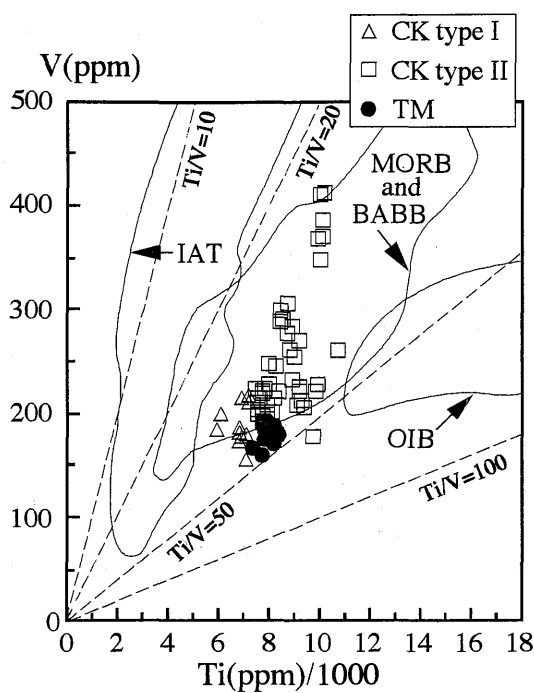 CK type I
CK type II
TM
V(ppm)
500
400
300
200
100
0
Ti/V=10
Ti/V=20
MORB
and
BABB
IAT
OIB
Ti/V=50
Ti/V=100
0 2 4 6 8 10 12 14 16 18
Ti(ppm)/1000